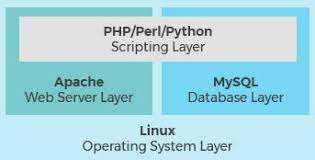 PHP/Perl/Python
Scripting Layer
Apache
Web Server Layer
MySQL
Database Layer
Linux
Operating System Layer